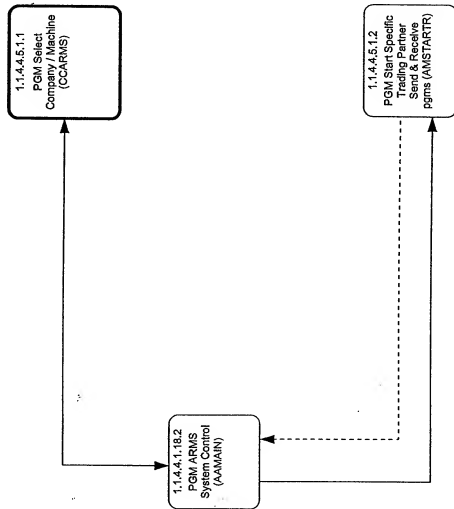 1.1.4.4.5.1.1
PGM Select
Company / Machine
(CCARMS)
1.1.4.4.5.1.2
PGM Start Specific
Trading Partner
Send & Receive
pgms (AMSTARTR)
1.1.4.4.1.18.2
PGM ARMS
System Control
(AAMAIN)